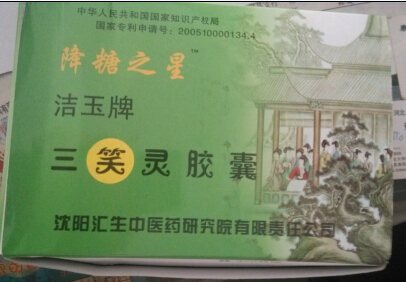 中华人民共和国国家知识产权局
国家专利申请号：200510000134.4
降糖之星™
洁玉牌
三笑灵胶囊
沈阳汇生中医药研究院有限责任公司